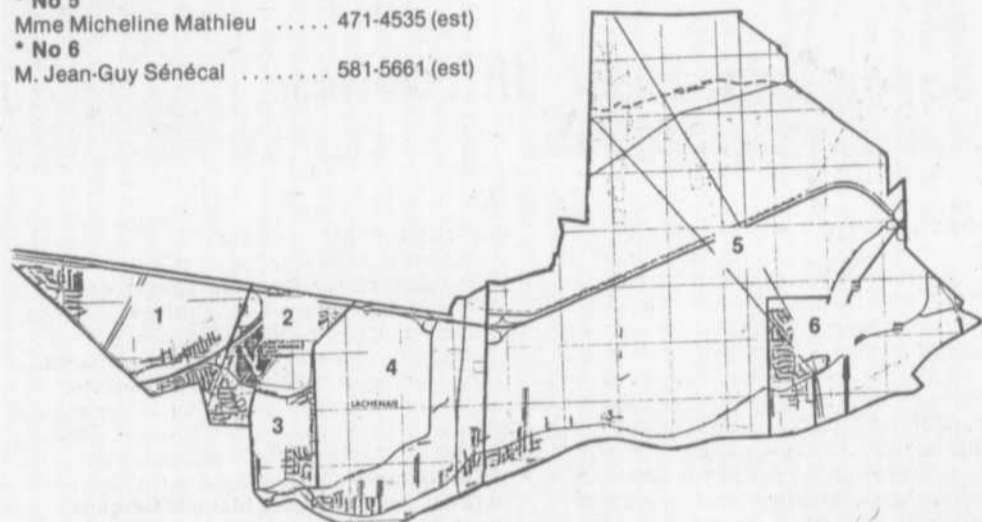 * No 5
Mme Micheline Mathieu ..... 471-4535 (est)
* No 6
M. Jean-Guy Sénécal ........ 581-5661 (est)
5
1
2
6
4
LACHENAIE
3